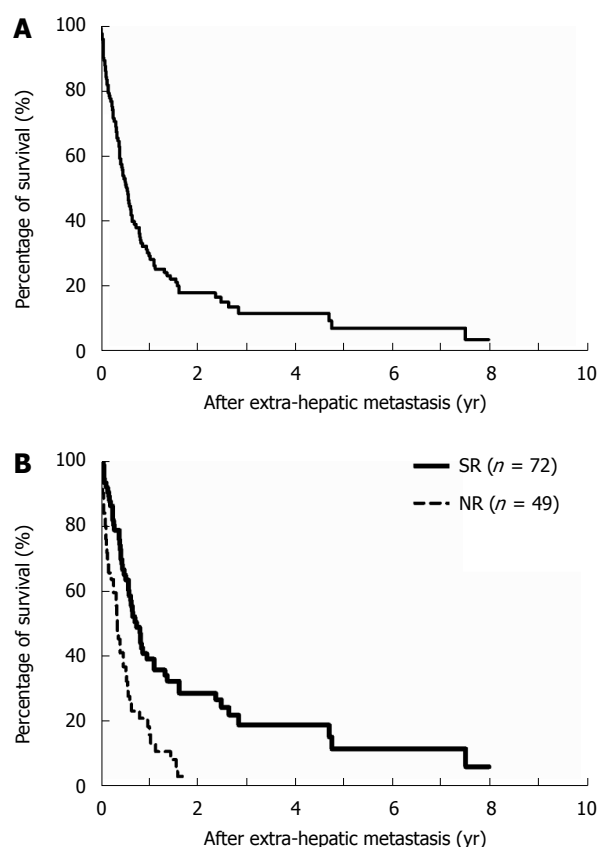 A
100
80
60
40
20
0
Percentage of survival (%)
0 2 4 6 8 10
After extra-hepatic metastasis (yr)
B
100
80
60
40
20
0
Percentage of survival (%)
SR (n = 72)
NR (n = 49)
0 2 4 6 8 10
After extra-hepatic metastasis (yr)